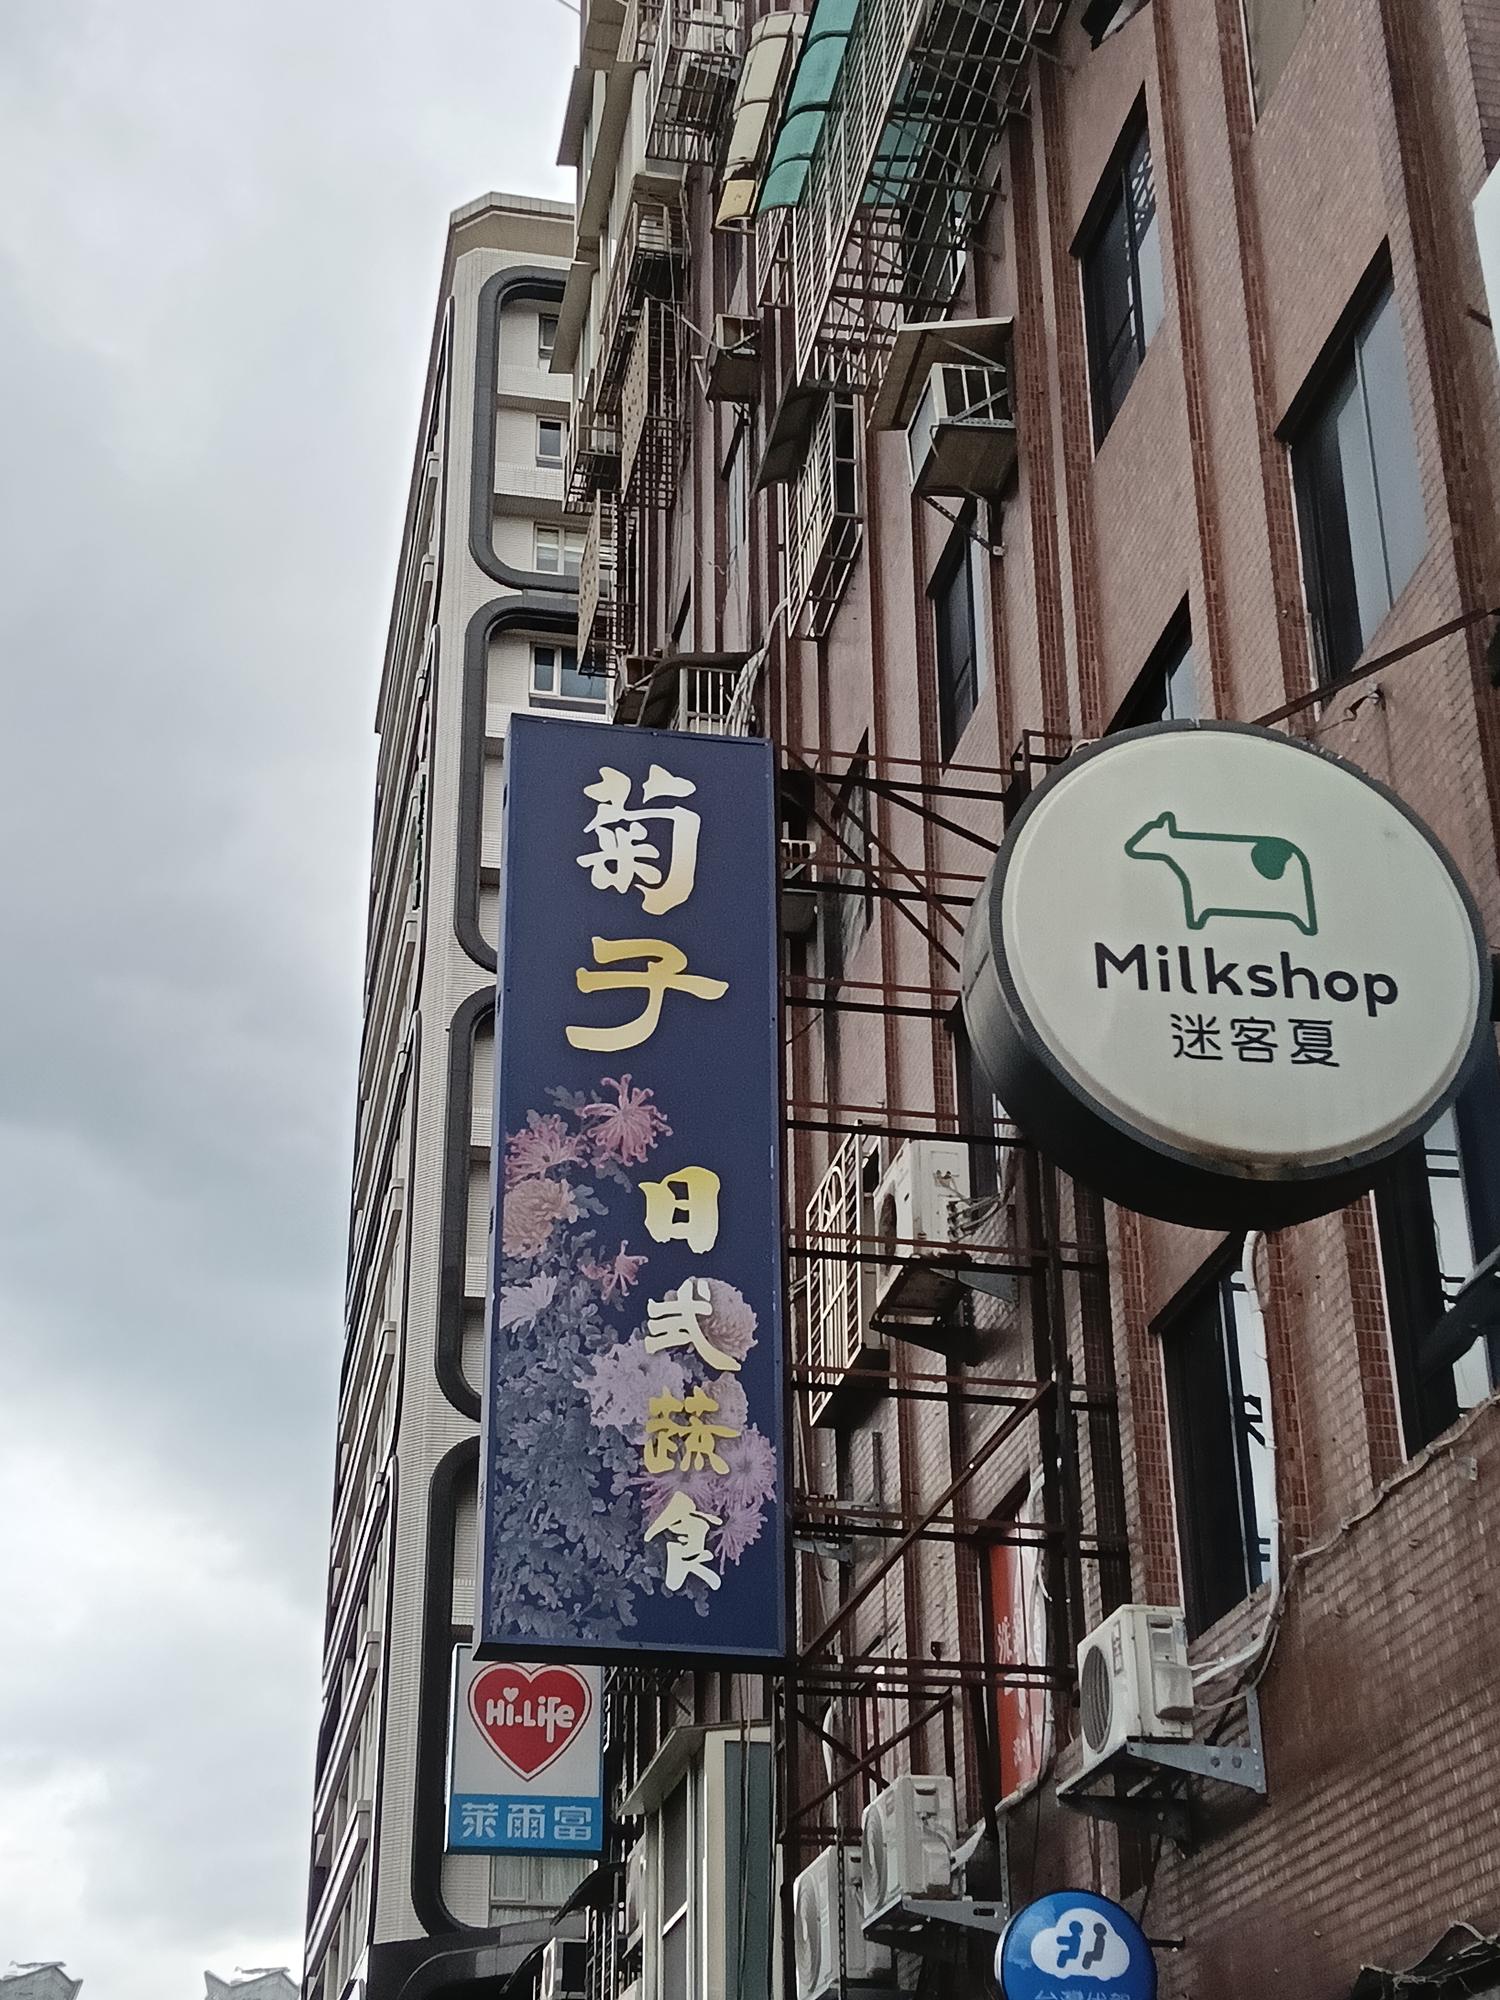 菊子
日式蔬食
Milkshop
迷客夏
Hi-Life
萊爾富